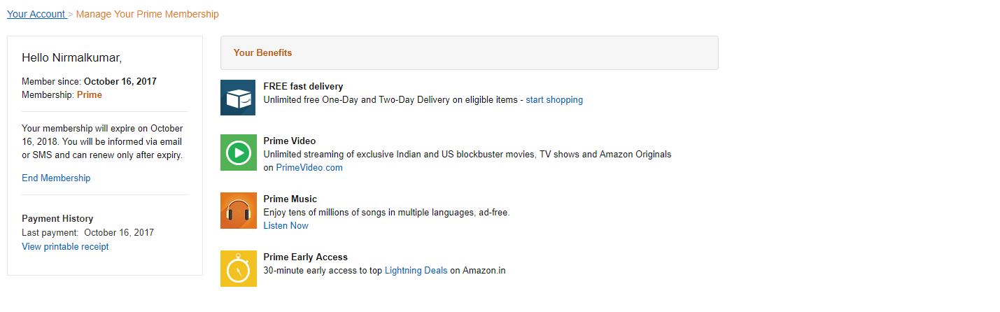 Your Account > Manage Your Prime Membership
Hello Nirmalkumar,
Member since: October 16, 2017
Membership: Prime
Your membership will expire on October
16, 2018. You will be informed via email
or SMS and can renew only after expiry.
End Membership
Payment History
Last payment: October 16, 2017
View printable receipt
Your Benefits
FREE fast delivery
Unlimited free One-Day and Two-Day Delivery on eligible items - start shopping
Prime Video
Unlimited streaming of exclusive Indian and US blockbuster movies, TV shows and Amazon Originals
on PrimeVideo.com
Prime Music
Enjoy tens of millions of songs in multiple languages, ad-free.
Listen Now
Prime Early Access
30-minute early access to top Lightning Deals on Amazon.in